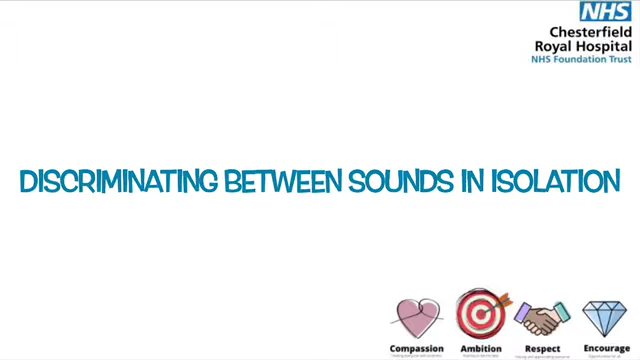 NHS
Chesterfield
Royal Hospital
NHS Foundation Trust
DISCRIMINATING BETWEEN SOUNDS IN ISOLATION
Compassion Ambition Respect Encourage